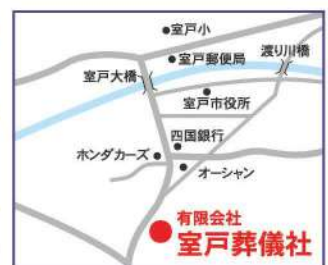 室戸小
室戸郵便局
渡り川橋
室戸大橋
室戸市役所
四国銀行
ホンダカーズ
オーシャン
有限会社
室戸葬儀社